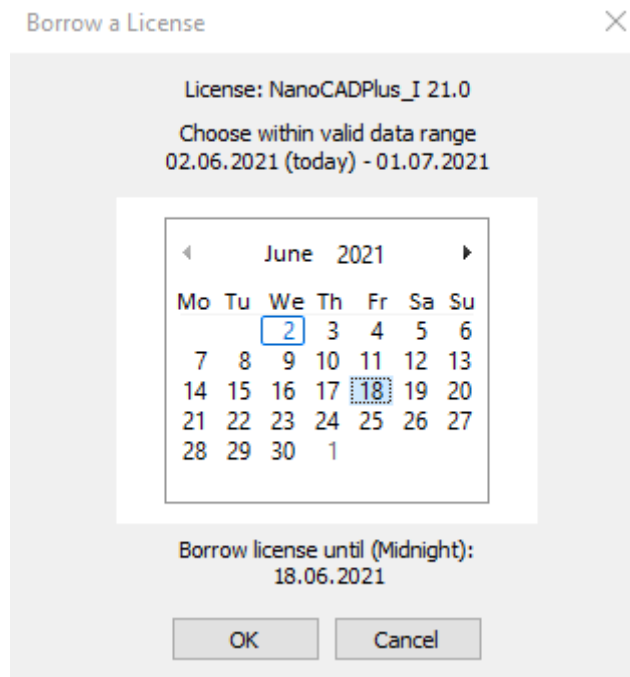 Borrow a License
License: NanoCADPlus_I 21.0
Choose within valid data range
02.06.2021 (today) - 01.07.2021
June 2021
Mo Tu We Th Fr Sa Su
2 3 4 5 6
7 8 9 10 11 12 13
14 15 16 17 18 19 20
21 22 23 24 25 26 27
28 29 30 1
Borrow license until (Midnight):
18.06.2021
OK Cancel